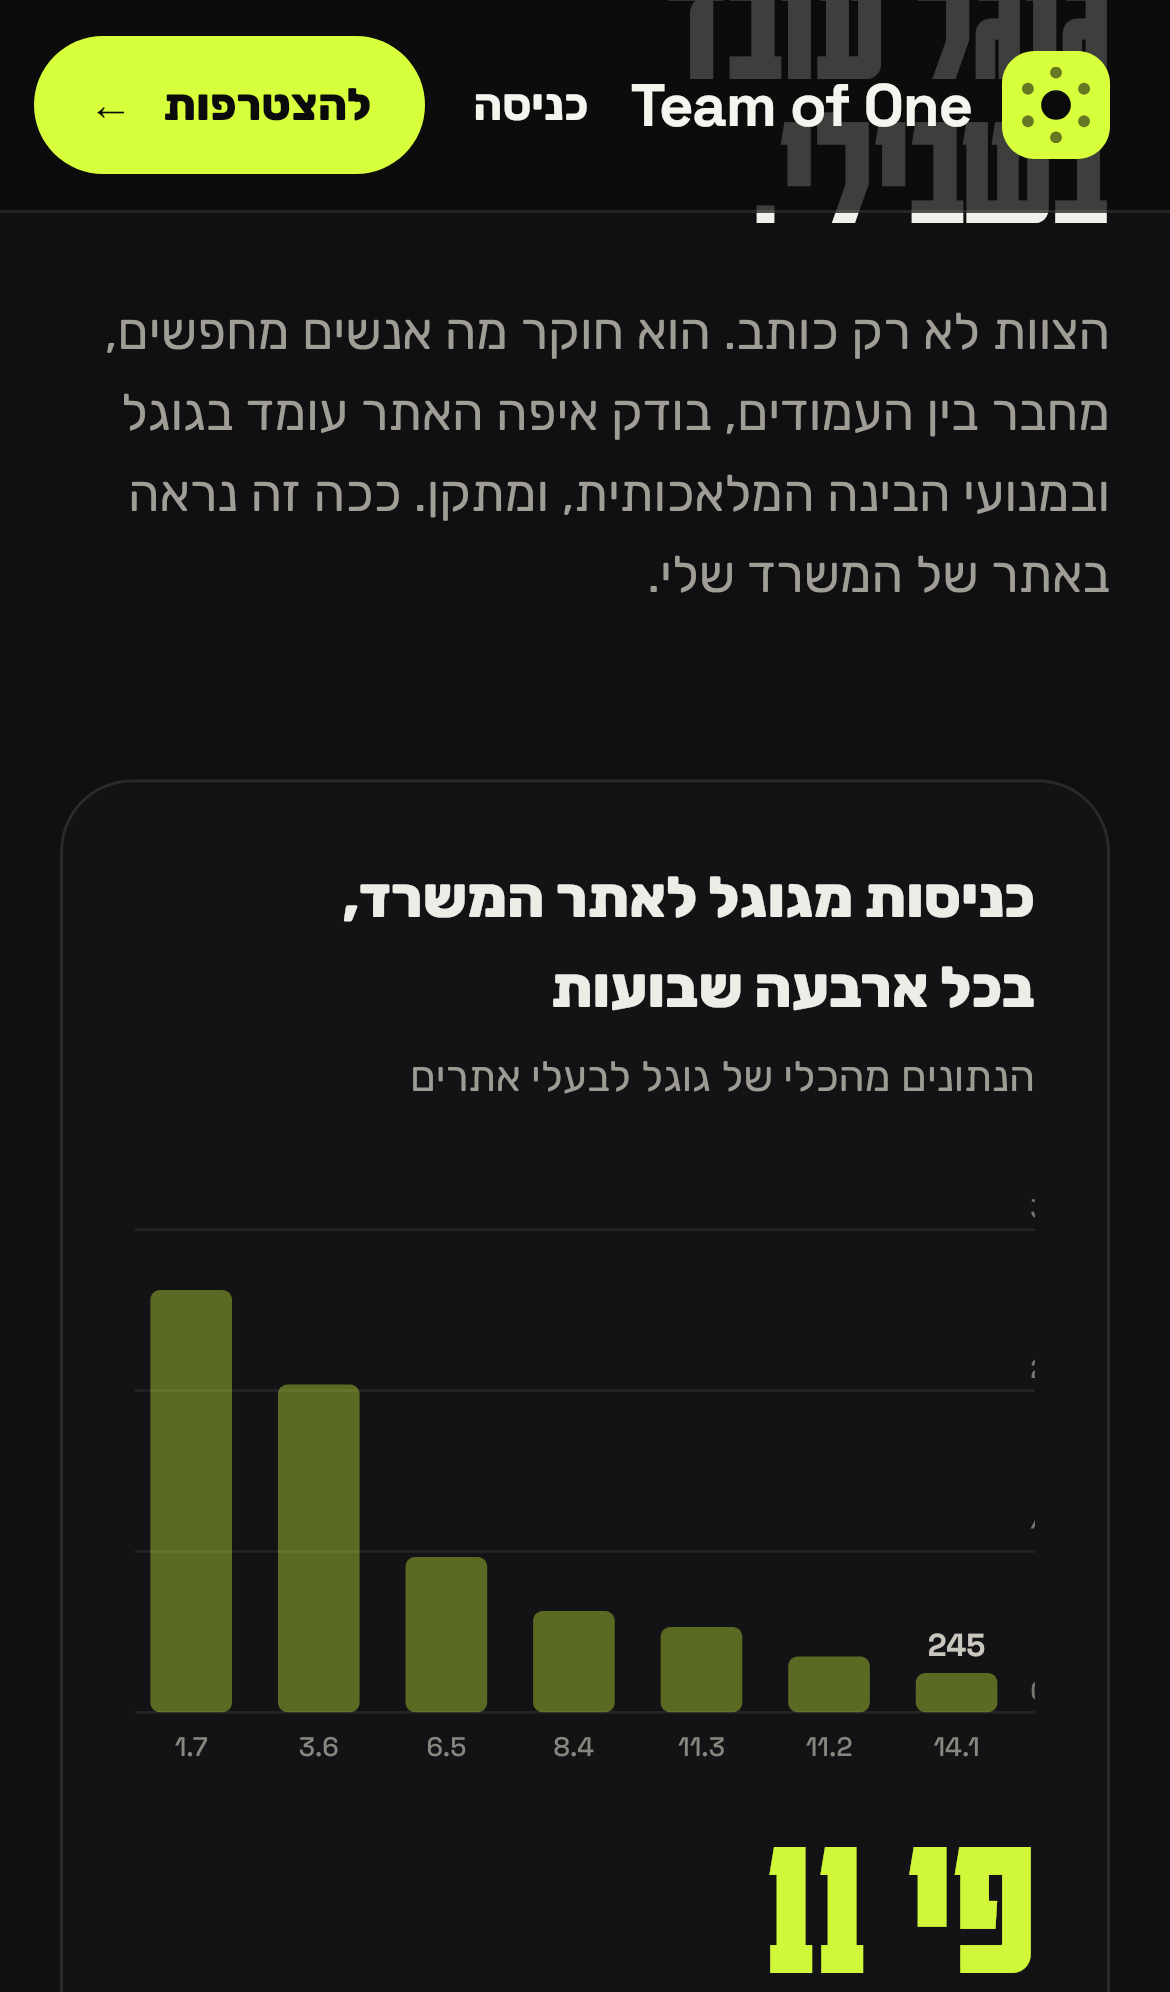 גוגל עובד
Team of One
כניסה
להצטרפות ←
בשבילי.
הצוות לא רק כותב. הוא חוקר מה אנשים מחפשים,
מחבר בין העמודים, בודק איפה האתר עומד בגוגל
ובמנועי הבינה המלאכותית, ומתקן. ככה זה נראה
באתר של המשרד שלי.
כניסות מגוגל לאתר המשרד,
בכל ארבעה שבועות
הנתונים מהכלי של גוגל לבעלי אתרים
245
14.1
11.2
11.3
8.4
6.5
3.6
1.7
פי 11